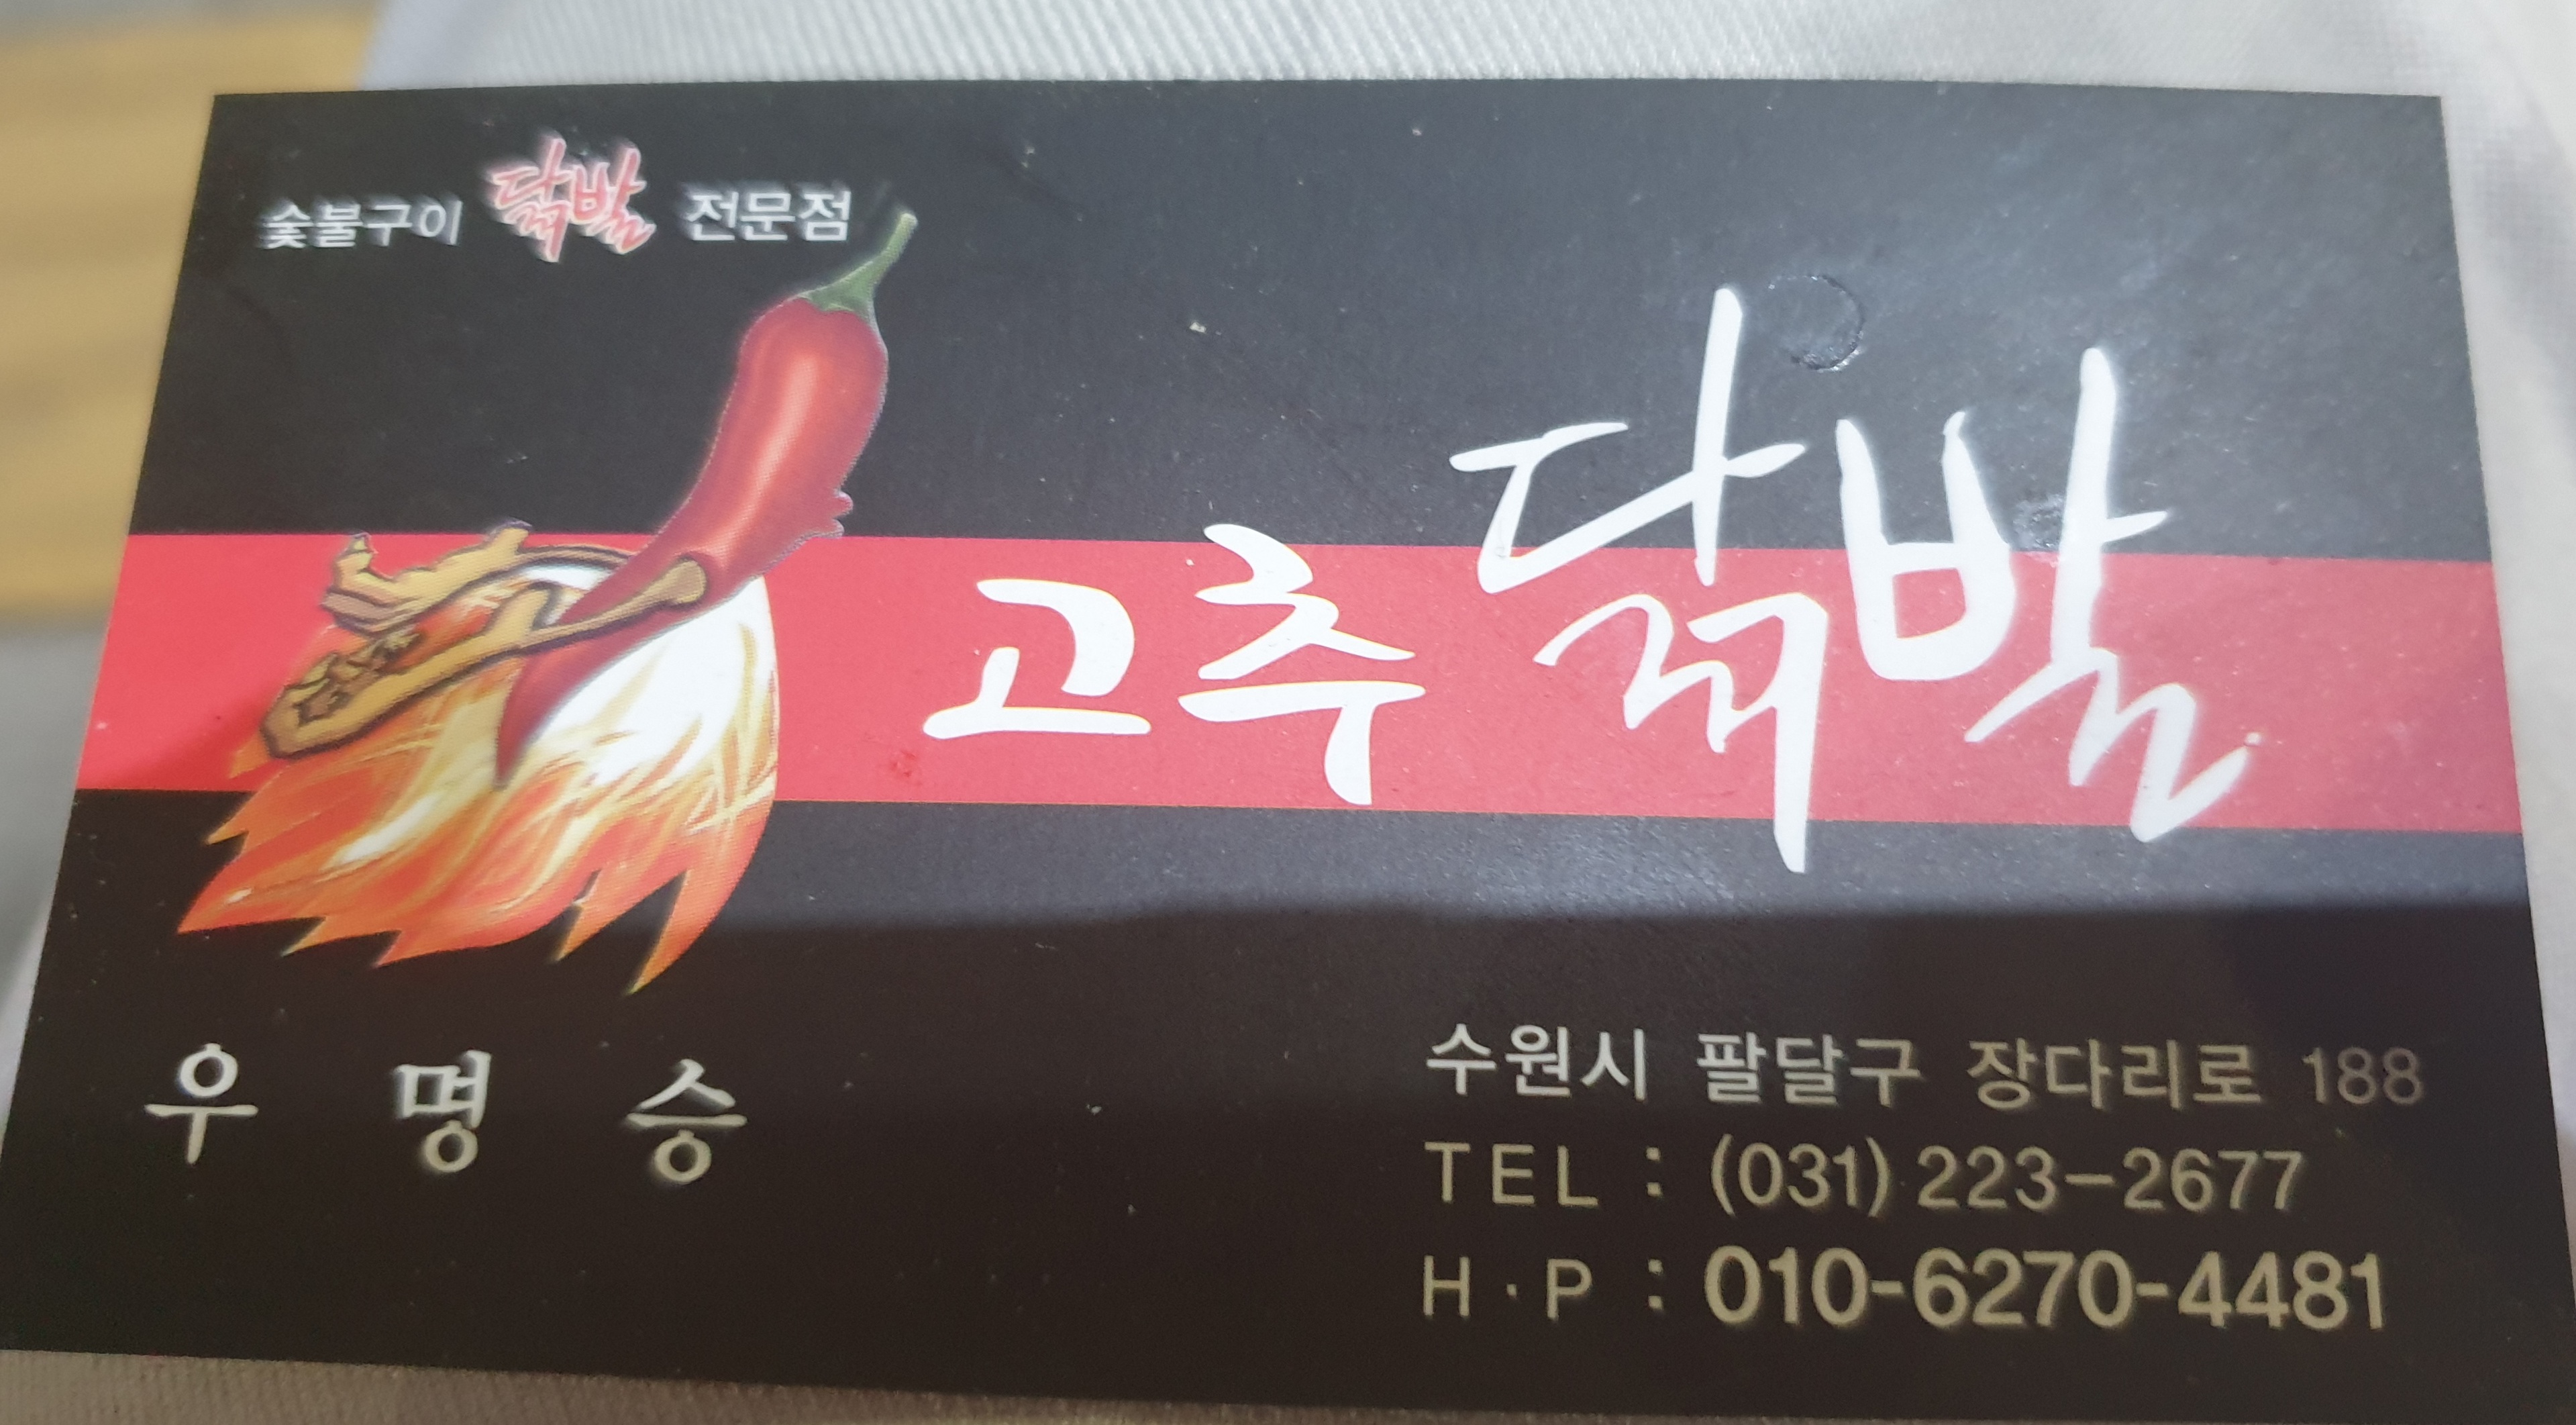 숯불구이 닭발 전문점
고추 닭발
우 명 승
수원시 팔달구 장다리로 188
TEL : (031) 223-2677
H·P : 010-6270-4481